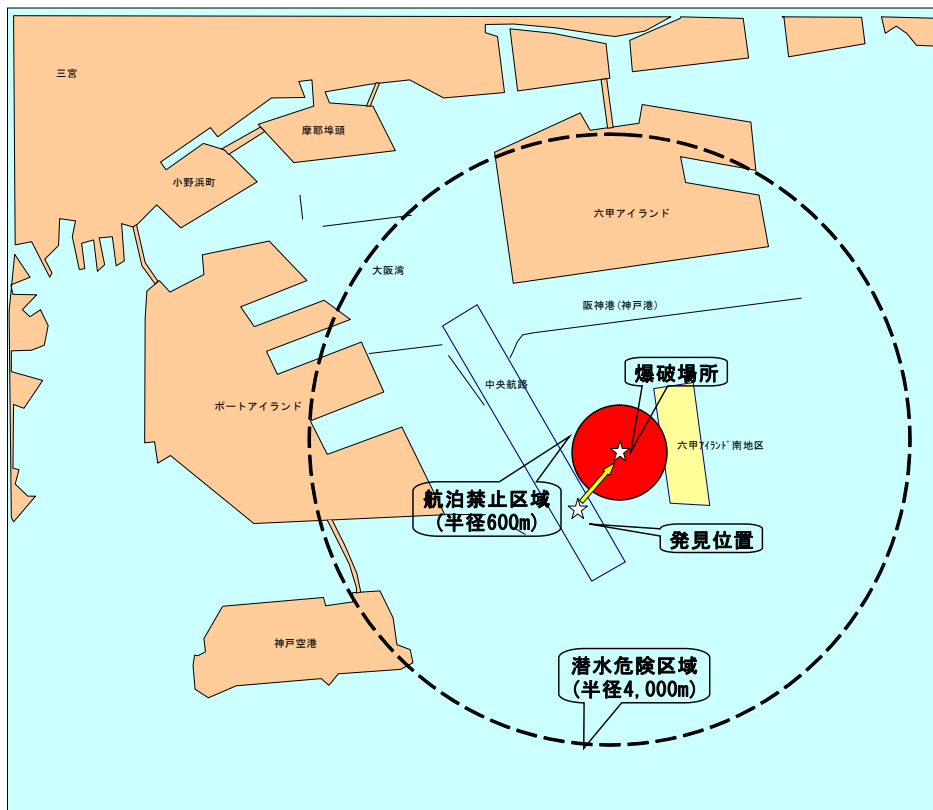 三宮
摩耶埠頭
小野浜町
六甲アイランド
大阪湾
阪神港(神戸港)
爆破場所
中央航路
ポートアイランド
六甲アイランド南地区
航泊禁止区域
(半径600m)
発見位置
神戸空港
潜水危険区域
(半径4,000m)